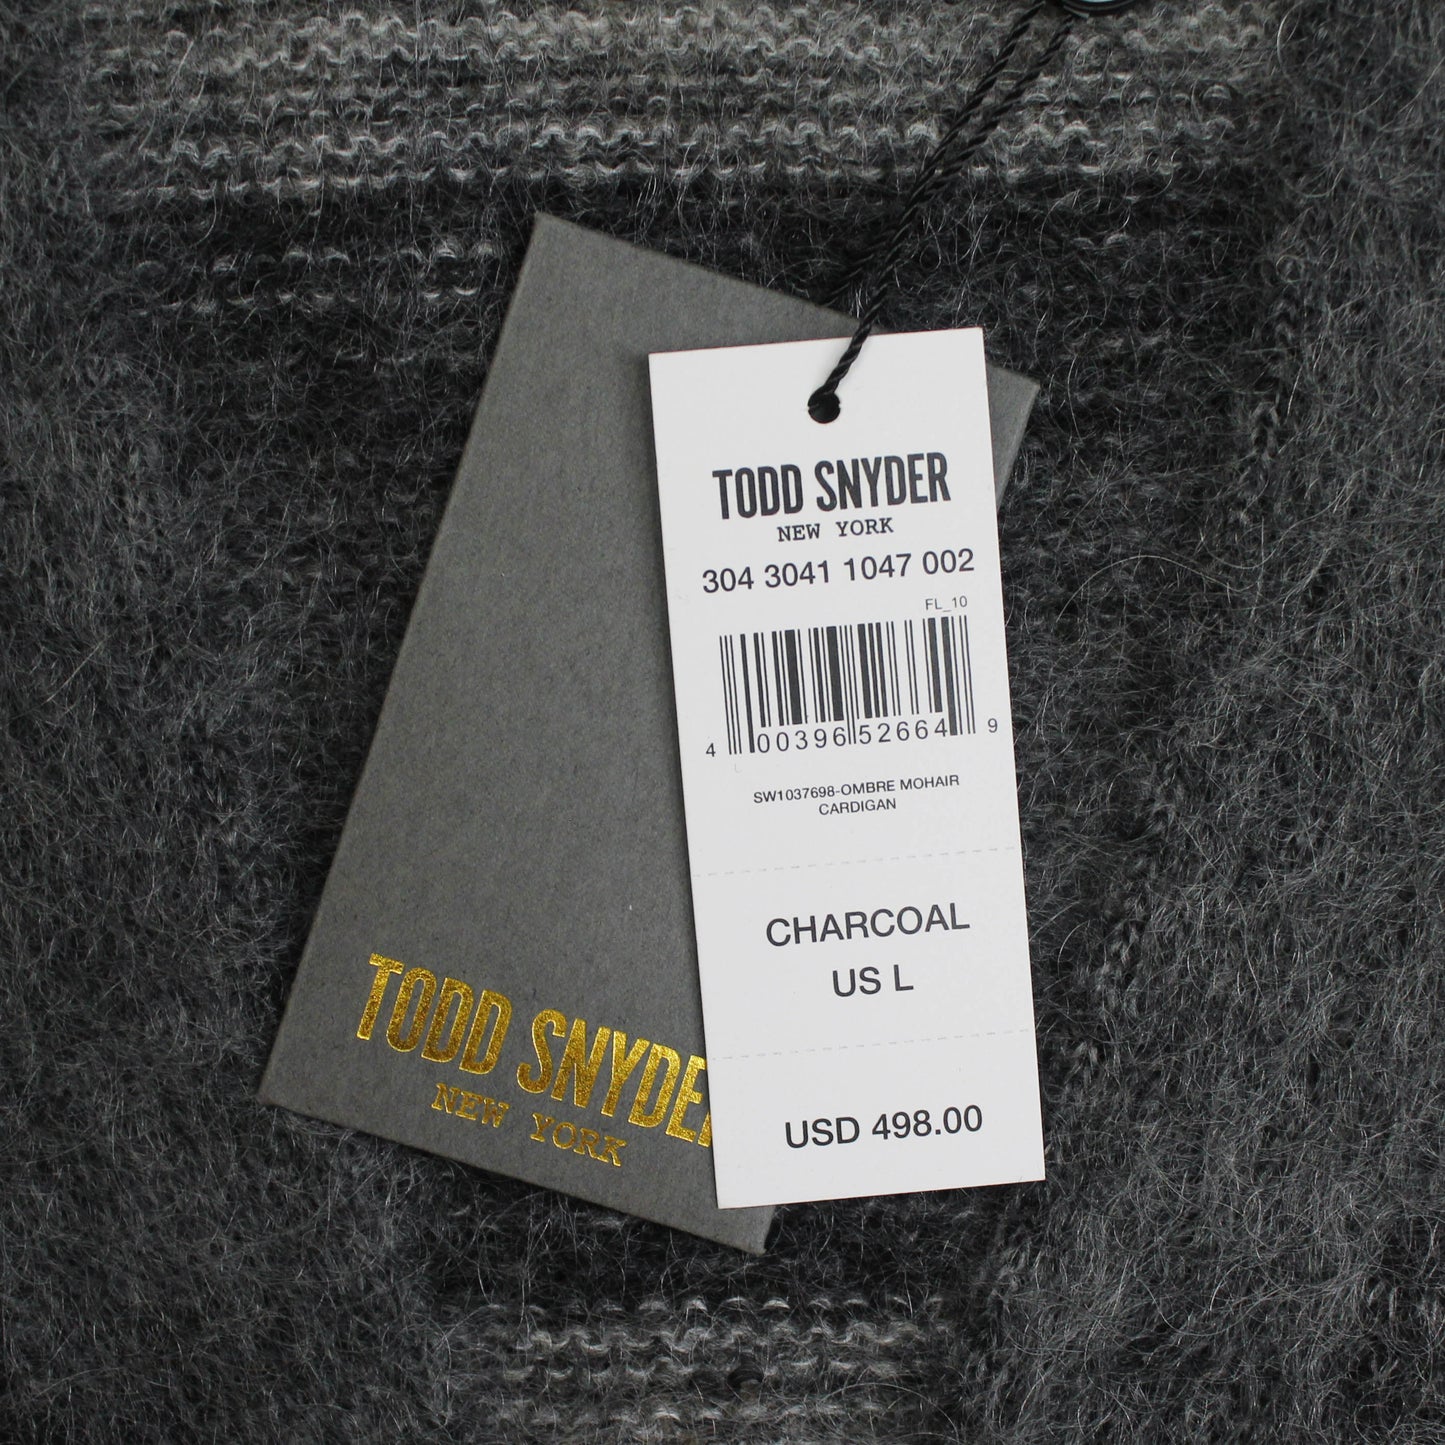 TODD SNYDER
NEW YORK
304 3041 1047 002
FL_10
4 00396 52664 9
SW1037698-OMBRE MOHAIR
CARDIGAN
CHARCOAL
US L
USD 498.00
TODD SNYDE
NEW YORK